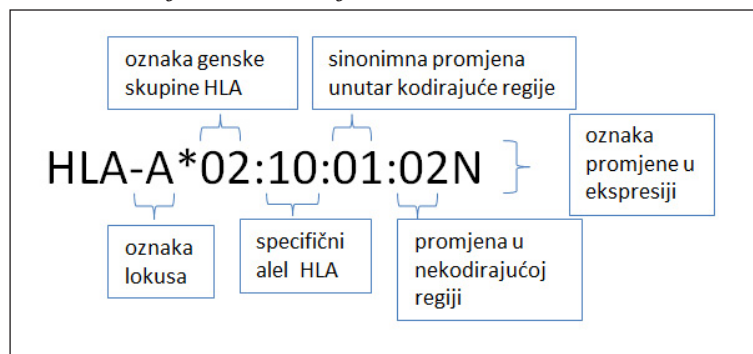 oznaka genske
skupine HLA
sinonimna promjena
unutar kodirajuće regije
HLA-A*02:10:01:02N
oznaka
promjene u
ekspresiji
oznaka
lokusa
specifični
alel HLA
promjena u
nekodirajućoj
regiji